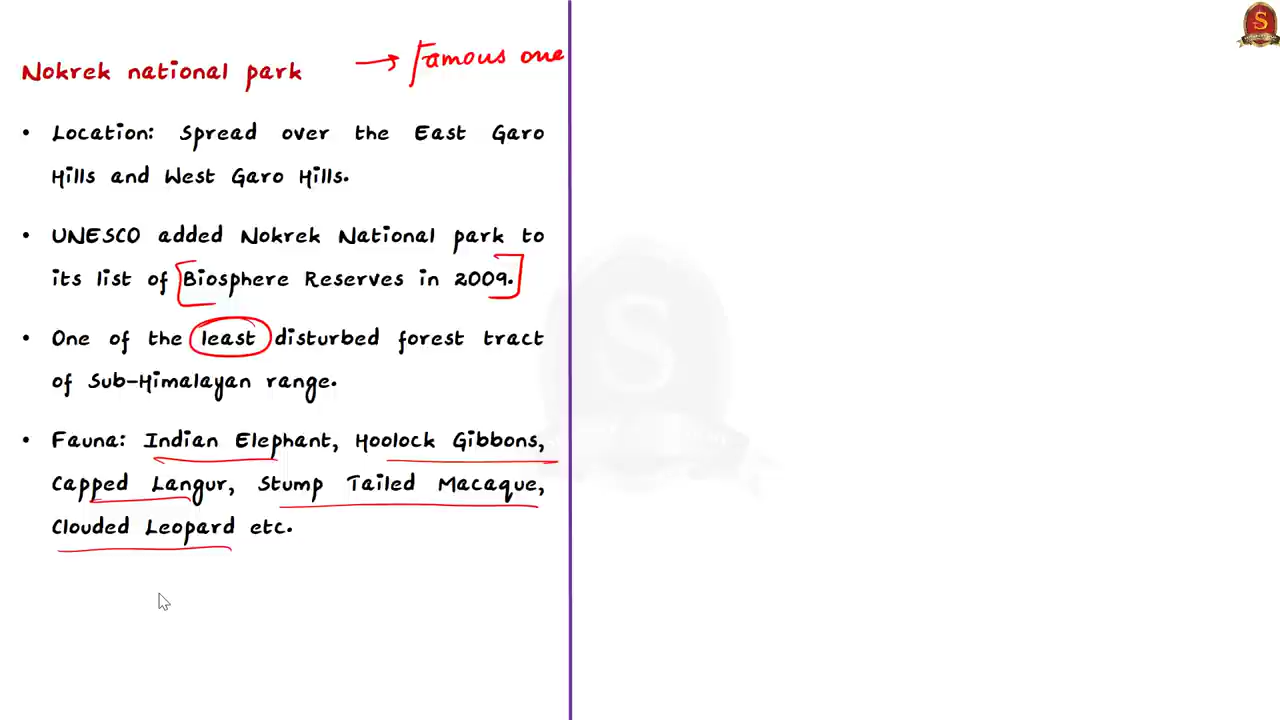 Nokrek national park → famous one
• Location: Spread over the East Garo
Hills and West Garo Hills.
• UNESCO added Nokrek National park to
its list of Biosphere Reserves in 2009.
• One of the least disturbed forest tract
of Sub-Himalayan range.
• Fauna: Indian Elephant, Hoolock Gibbons,
Capped Langur, Stump Tailed Macaque,
Clouded Leopard etc.
S
S